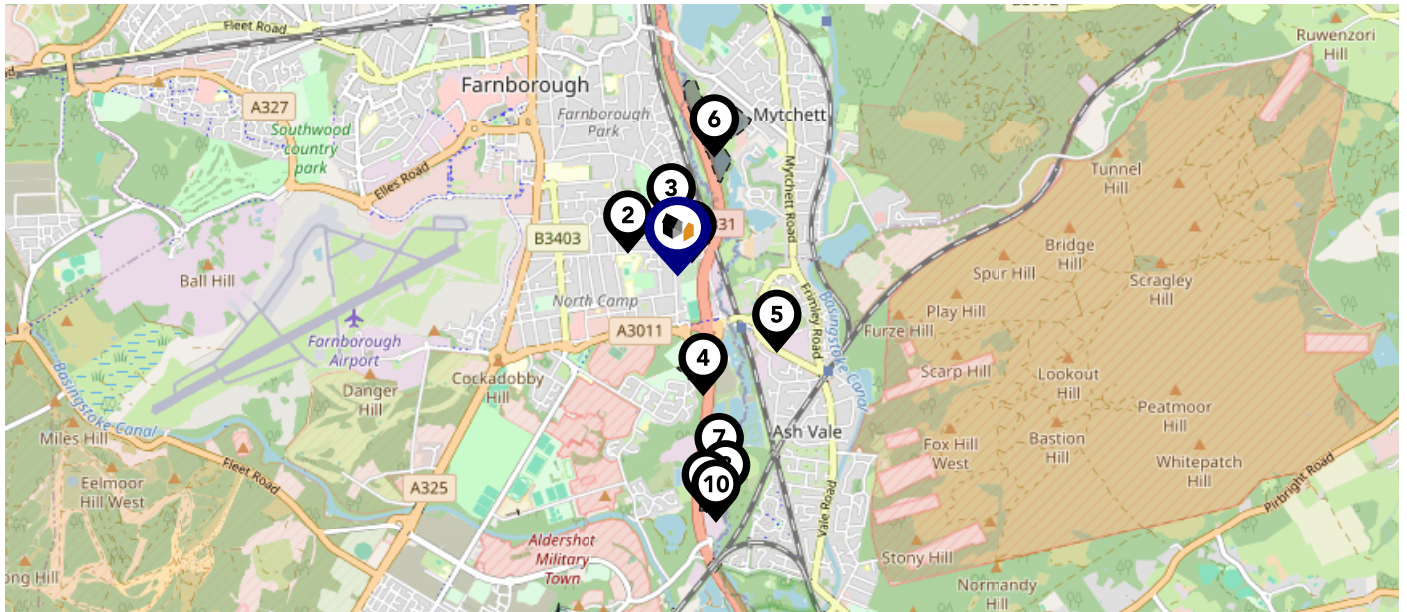 Fleet Road
Ruwenzori
Hill
Farnborough
A327
Farnborough
Park
6
Mytchett
Southwood
country
park
Elles Road
Mytchett Road
Tunnel
Hill
3
2
31
B3403
Bridge
Hill
Ball Hill
Spur Hill
Scragley
Hill
North Camp
Frimley Road
Basingstoke Canal
Play Hill
5
A3011
Furze Hill
Farnborough
Airport
4
Cockadobby
Hill
Danger
Hill
Scarp Hill
Lookout
Hill
Basingstoke Canal
Peatmoor
Hill
Miles Hill
7
Ash Vale
Fox Hill
West
Bastion
Hill
Whitepatch
Hill
Fleet Road
Eelmoor
Hill West
A325
10
Vale Road
Pirbright Road
Aldershot
Military
Town
Stony Hill
ong Hill
Normandy
Hill